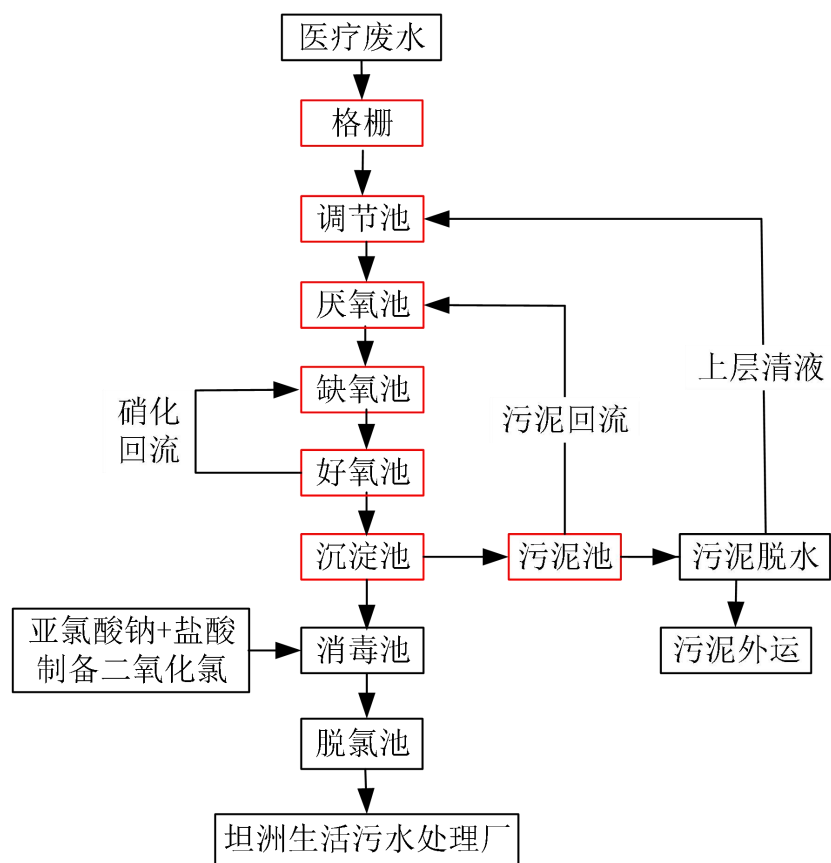 医疗废水
格栅
调节池
厌氧池
上层清液
缺氧池
硝化
回流
污泥回流
好氧池
沉淀池
污泥池
污泥脱水
亚氯酸钠+盐酸
制备二氧化氯
消毒池
污泥外运
脱氯池
坦洲生活污水处理厂